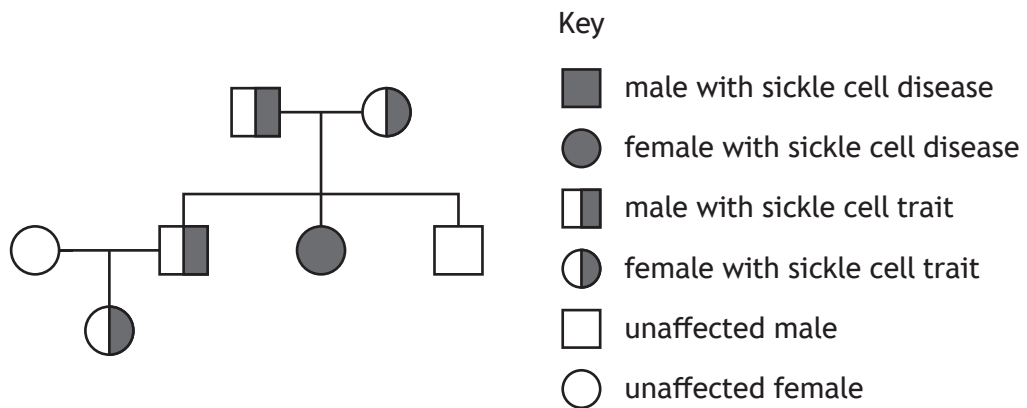 Key
male with sickle cell disease
female with sickle cell disease
male with sickle cell trait
female with sickle cell trait
unaffected male
unaffected female